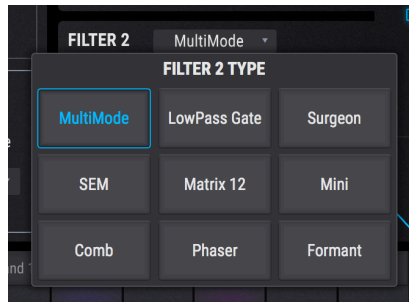 FILTER 2 MultiMode
FILTER 2 TYPE
MultiMode LowPass Gate Surgeon
SEM Matrix 12 Mini
Comb Phaser Formant